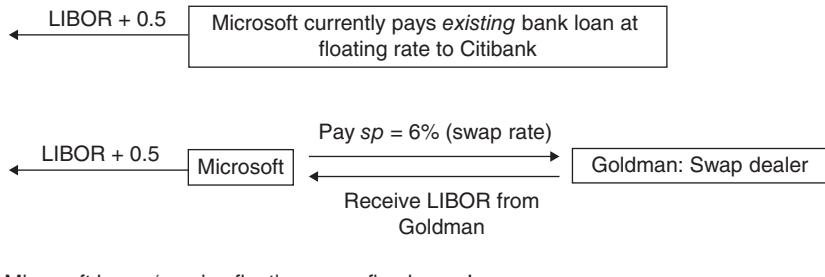 LIBOR + 0.5
Microsoft currently pays existing bank loan at
floating rate to Citibank
Pay sp = 6% (swap rate)
LIBOR + 0.5
Microsoft
Goldman: Swap dealer
Receive LIBOR from
Goldman